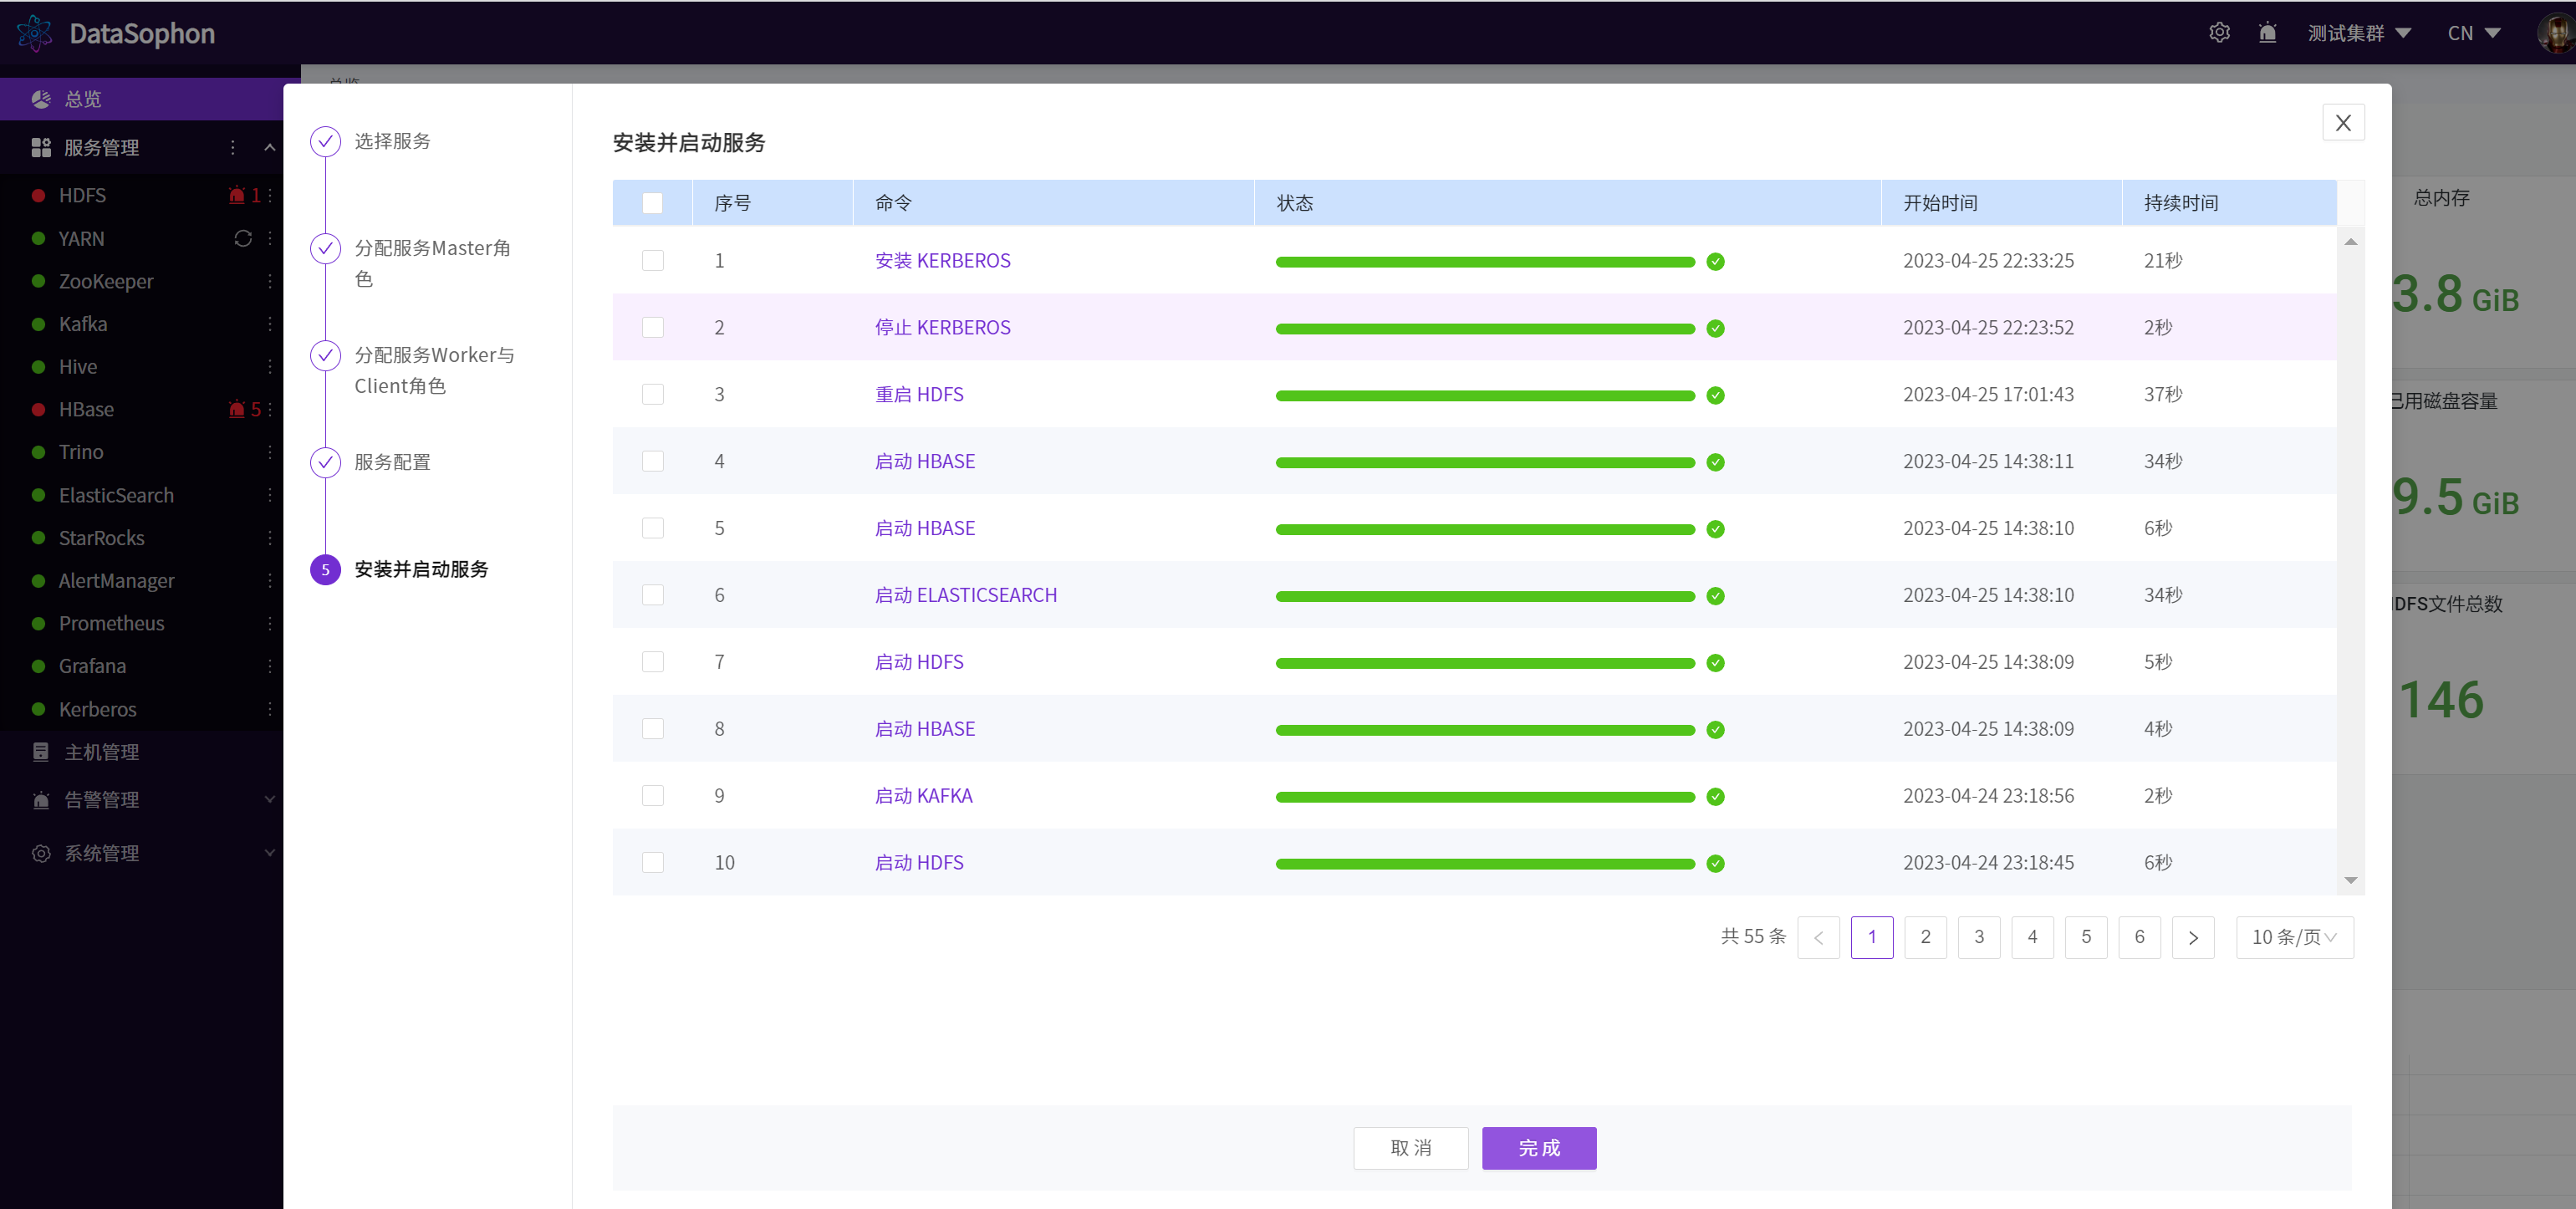 DataSophon
测试集群
CN
总览
服务管理
HDFS
1
YARN
ZooKeeper
Kafka
Hive
HBase
5
Trino
ElasticSearch
StarRocks
AlertManager
Prometheus
Grafana
Kerberos
主机管理
告警管理
系统管理
选择服务
分配服务Master角
色
分配服务Worker与
Client角色
服务配置
5 安装并启动服务
安装并启动服务
序号 命令 状态 开始时间 持续时间
1 安装 KERBEROS 2023-04-25 22:33:25 21秒
2 停止 KERBEROS 2023-04-25 22:23:52 2秒
3 重启 HDFS 2023-04-25 17:01:43 37秒
4 启动 HBASE 2023-04-25 14:38:11 34秒
5 启动 HBASE 2023-04-25 14:38:10 6秒
6 启动 ELASTICSEARCH 2023-04-25 14:38:10 34秒
7 启动 HDFS 2023-04-25 14:38:09 5秒
8 启动 HBASE 2023-04-25 14:38:09 4秒
9 启动 KAFKA 2023-04-24 23:18:56 2秒
10 启动 HDFS 2023-04-24 23:18:45 6秒
共 55 条 < 1 2 3 4 5 6 > 10 条/页
取 消 完 成
总内存
3.8 GiB
已用磁盘容量
9.5 GiB
DFS文件总数
146